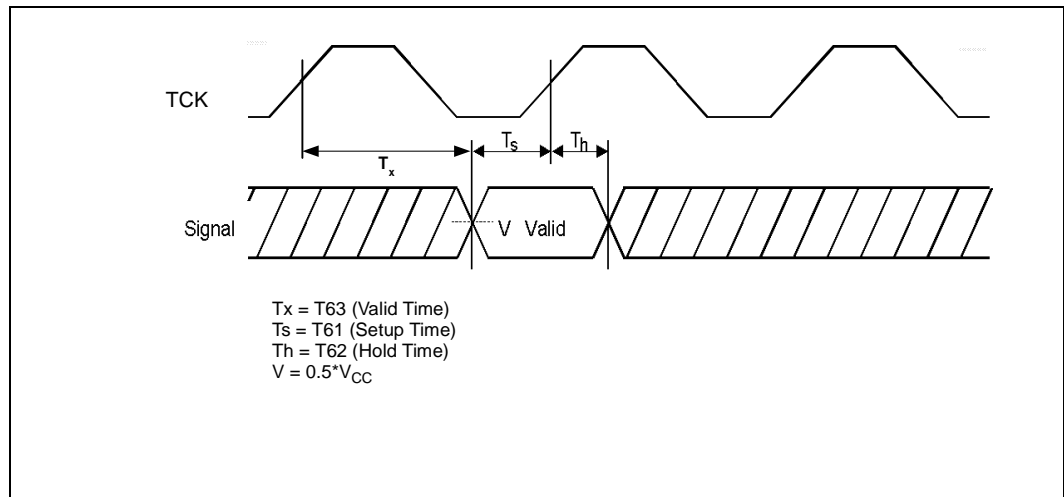 TCK
Ts
Th
Tx
Signal
V Valid
Tx = T63 (Valid Time)
Ts = T61 (Setup Time)
Th = T62 (Hold Time)
V = 0.5*VCC